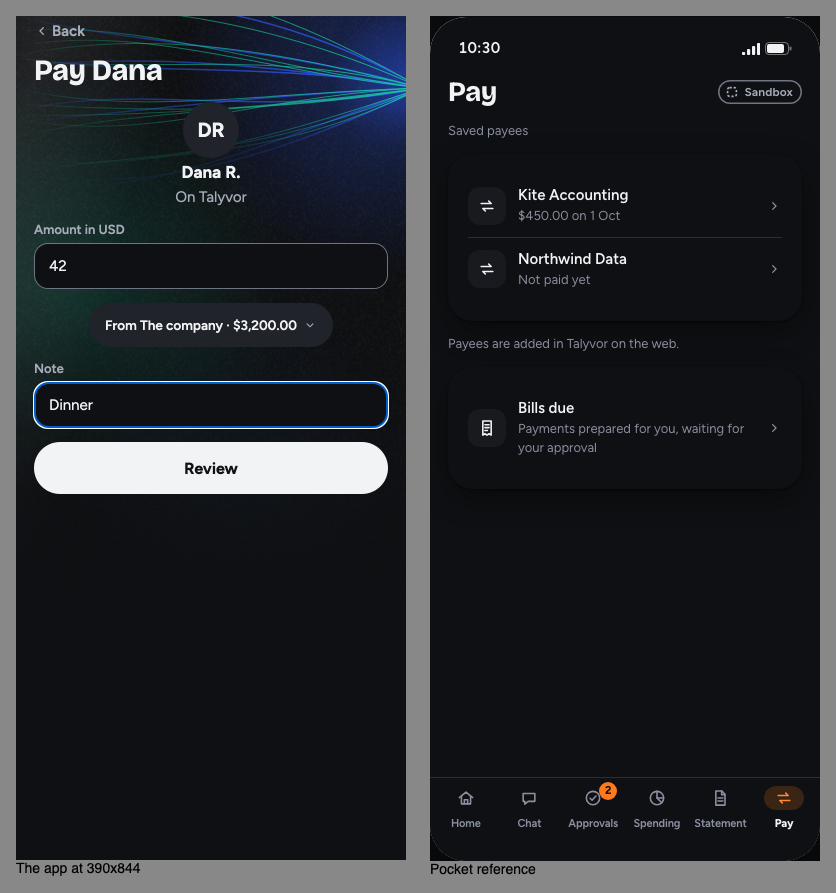 Back
Pay Dana
DR
Dana R.
On Talyvor
Amount in USD
42
From The company · $3,200.00
Note
Dinner
Review
The app at 390x844
10:30
Pay
Sandbox
Saved payees
Kite Accounting
$450.00 on 1 Oct
Northwind Data
Not paid yet
Payees are added in Talyvor on the web.
Bills due
Payments prepared for you, waiting for
your approval
2
Home
Chat
Approvals
Spending
Statement
Pay
Pocket reference